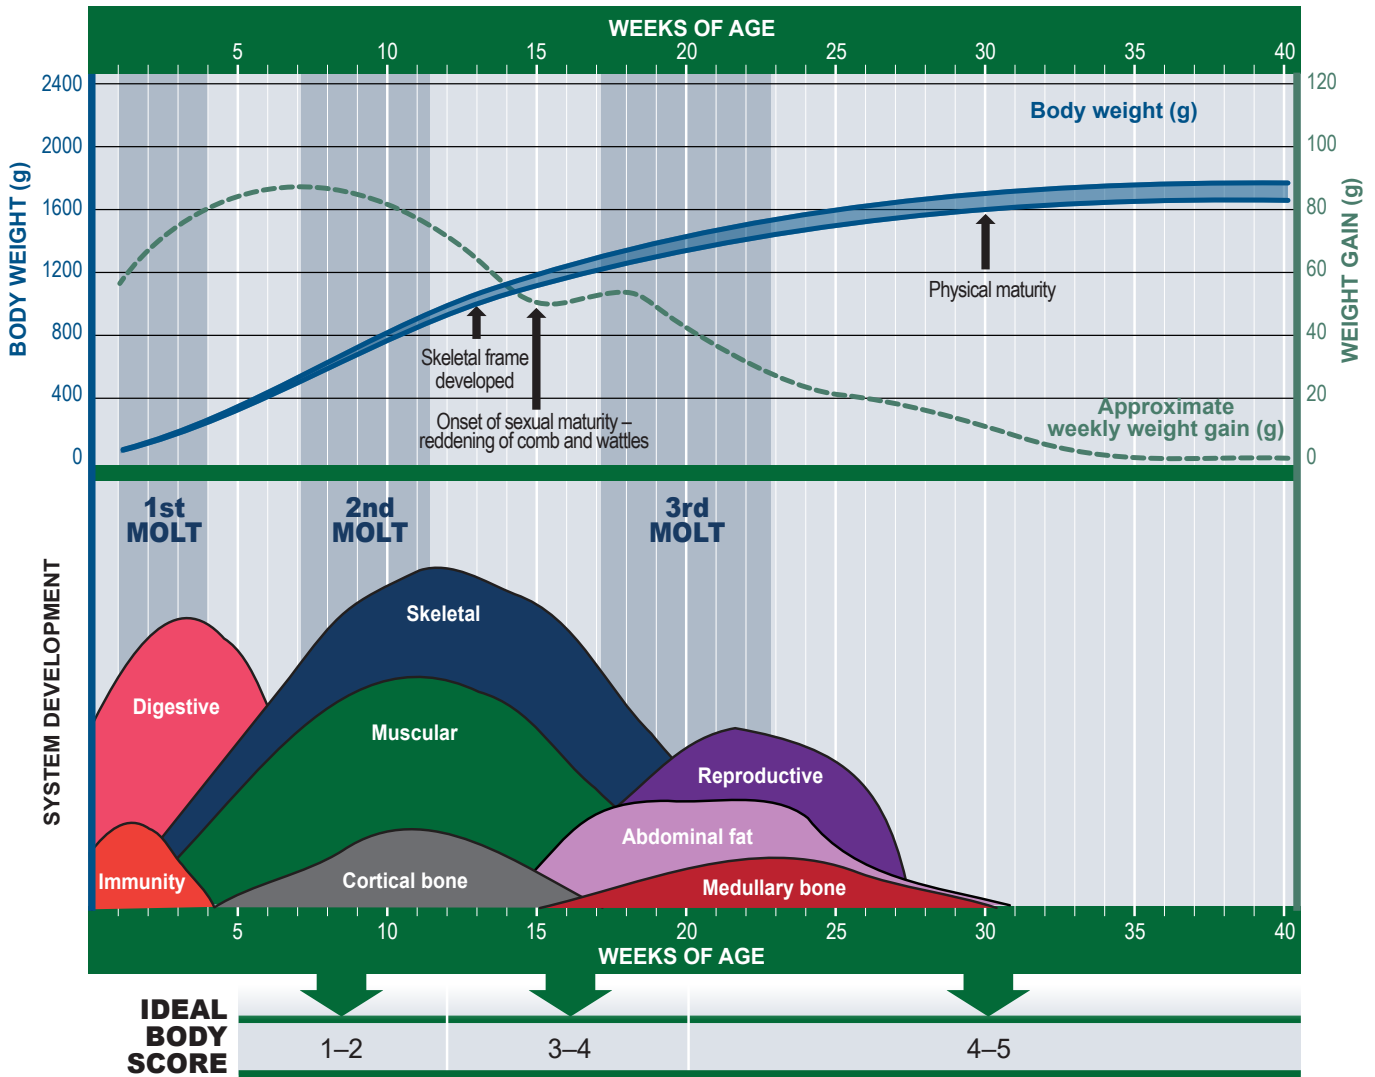 WEEKS OF AGE
5 10 15 20 25 30 35 40
BODY WEIGHT (g)
2400
2000
1600
1200
800
400
0
WEIGHT GAIN (g)
120
100
80
60
40
20
0
Body weight (g)
Physical maturity
Skeletal frame
developed
Onset of sexual maturity –
reddening of comb and wattles
Approximate
weekly weight gain (g)
1st
MOLT
2nd
MOLT
3rd
MOLT
SYSTEM DEVELOPMENT
Skeletal
Digestive
Muscular
Reproductive
Abdominal fat
Immunity
Cortical bone
Medullary bone
5 10 15 20 25 30 35 40
WEEKS OF AGE
IDEAL
BODY
SCORE
1–2
3–4
4–5